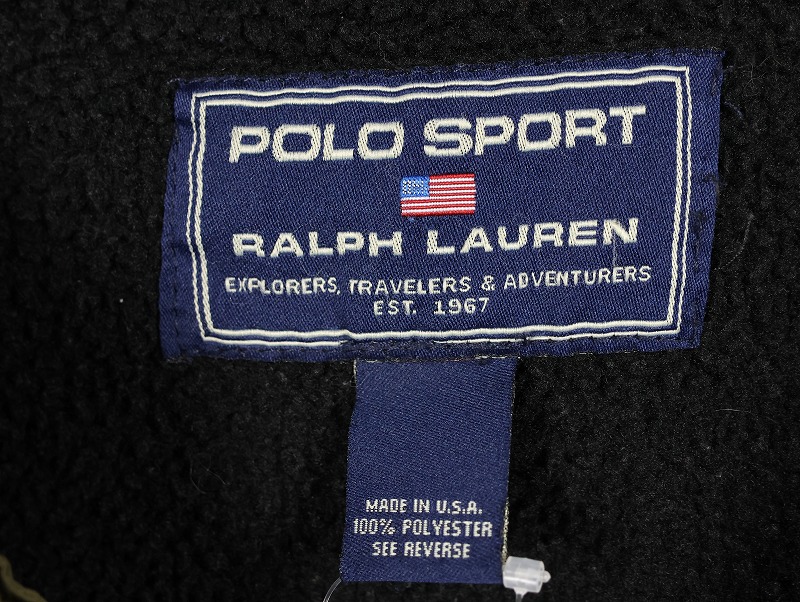 POLO SPORT
RALPH LAUREN
EXPLORERS, TRAVELERS & ADVENTURERS
EST. 1967
MADE IN U.S.A.
100% POLYESTER
SEE REVERSE